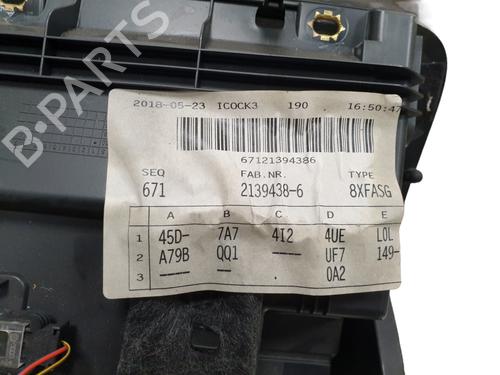 B-PARTS
2018-05-23 ICOCK3 190 16:50:47
67121394386
SEQ FAB.NR. TYPE
671 2139438-6 8XFASG
A B C D E
1 45D- 7A7 4I2 4UE L0L
2 A79B QQ1 ---- UF7 149-
3 -- -- 0A2